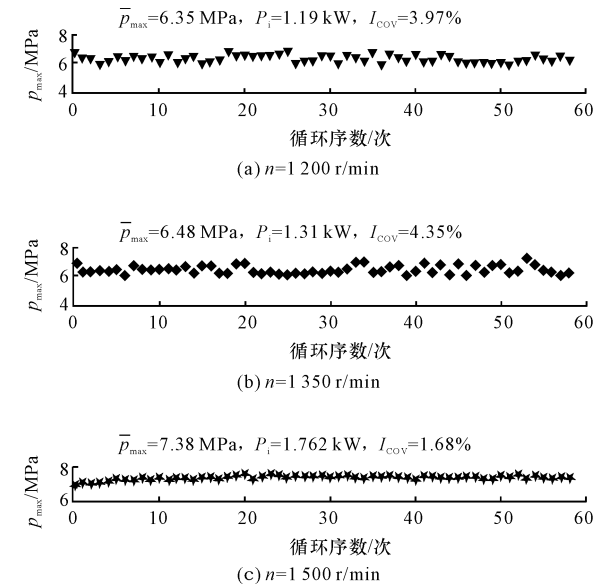 p̄max=6.35 MPa，Pi=1.19 kW，ICOV=3.97%
8
6
4
pmax/MPa
0 10 20 30 40 50 60
循环序数/次
(a) n=1 200 r/min
p̄max=6.48 MPa，Pi=1.31 kW，ICOV=4.35%
8
6
4
pmax/MPa
0 10 20 30 40 50 60
循环序数/次
(b) n=1 350 r/min
p̄max=7.38 MPa，Pi=1.762 kW，ICOV=1.68%
8
6
pmax/MPa
0 10 20 30 40 50 60
循环序数/次
(c) n=1 500 r/min